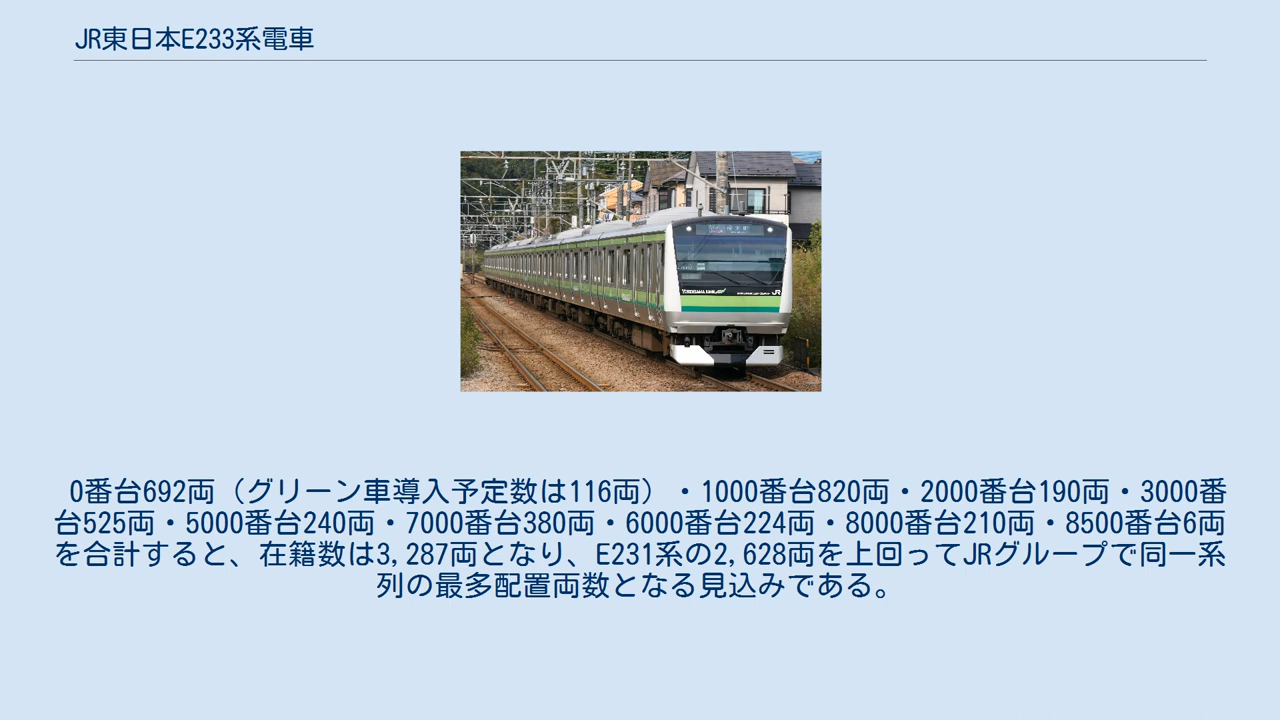 JR東日本E233系電車
YOKOHAMA LINE
JR
0番台692両（グリーン車導入予定数は116両）・1000番台820両・2000番台190両・3000番
台525両・5000番台240両・7000番台380両・6000番台224両・8000番台210両・8500番台6両
を合計すると、在籍数は3,287両となり、E231系の2,628両を上回ってJRグループで同一系
列の最多配置両数となる見込みである。